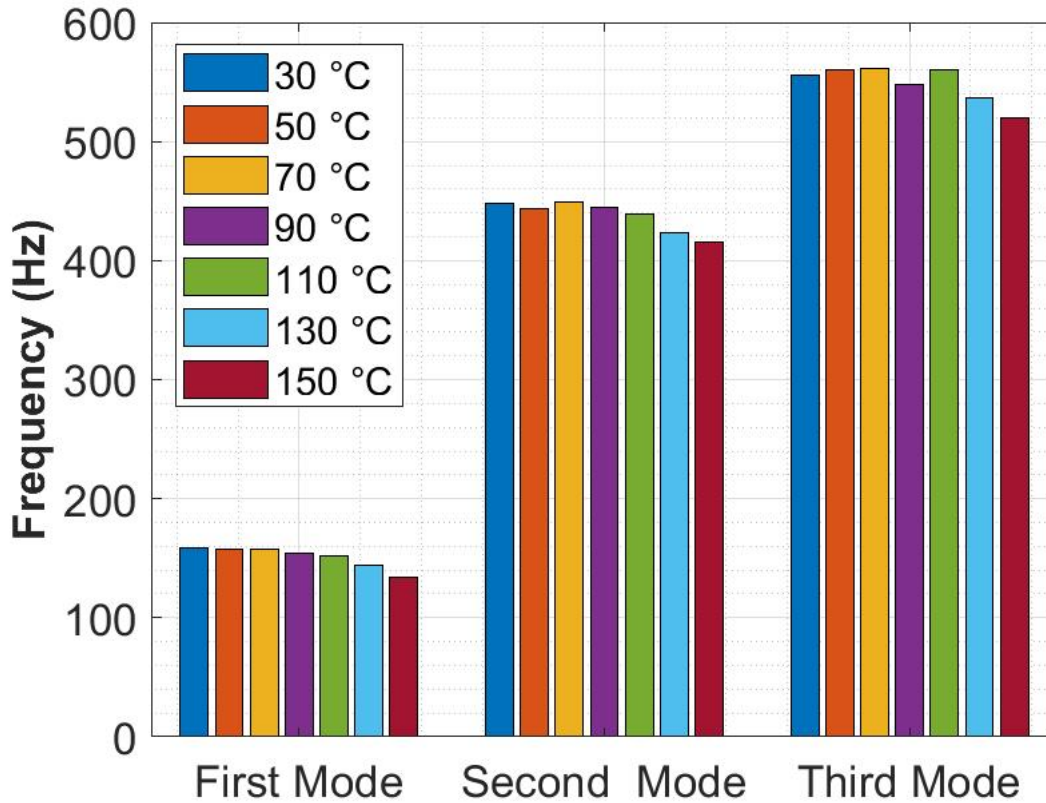 600
500
400
300
200
100
0
Frequency (Hz)
30 °C
50 °C
70 °C
90 °C
110 °C
130 °C
150 °C
First Mode
Second  Mode
Third Mode